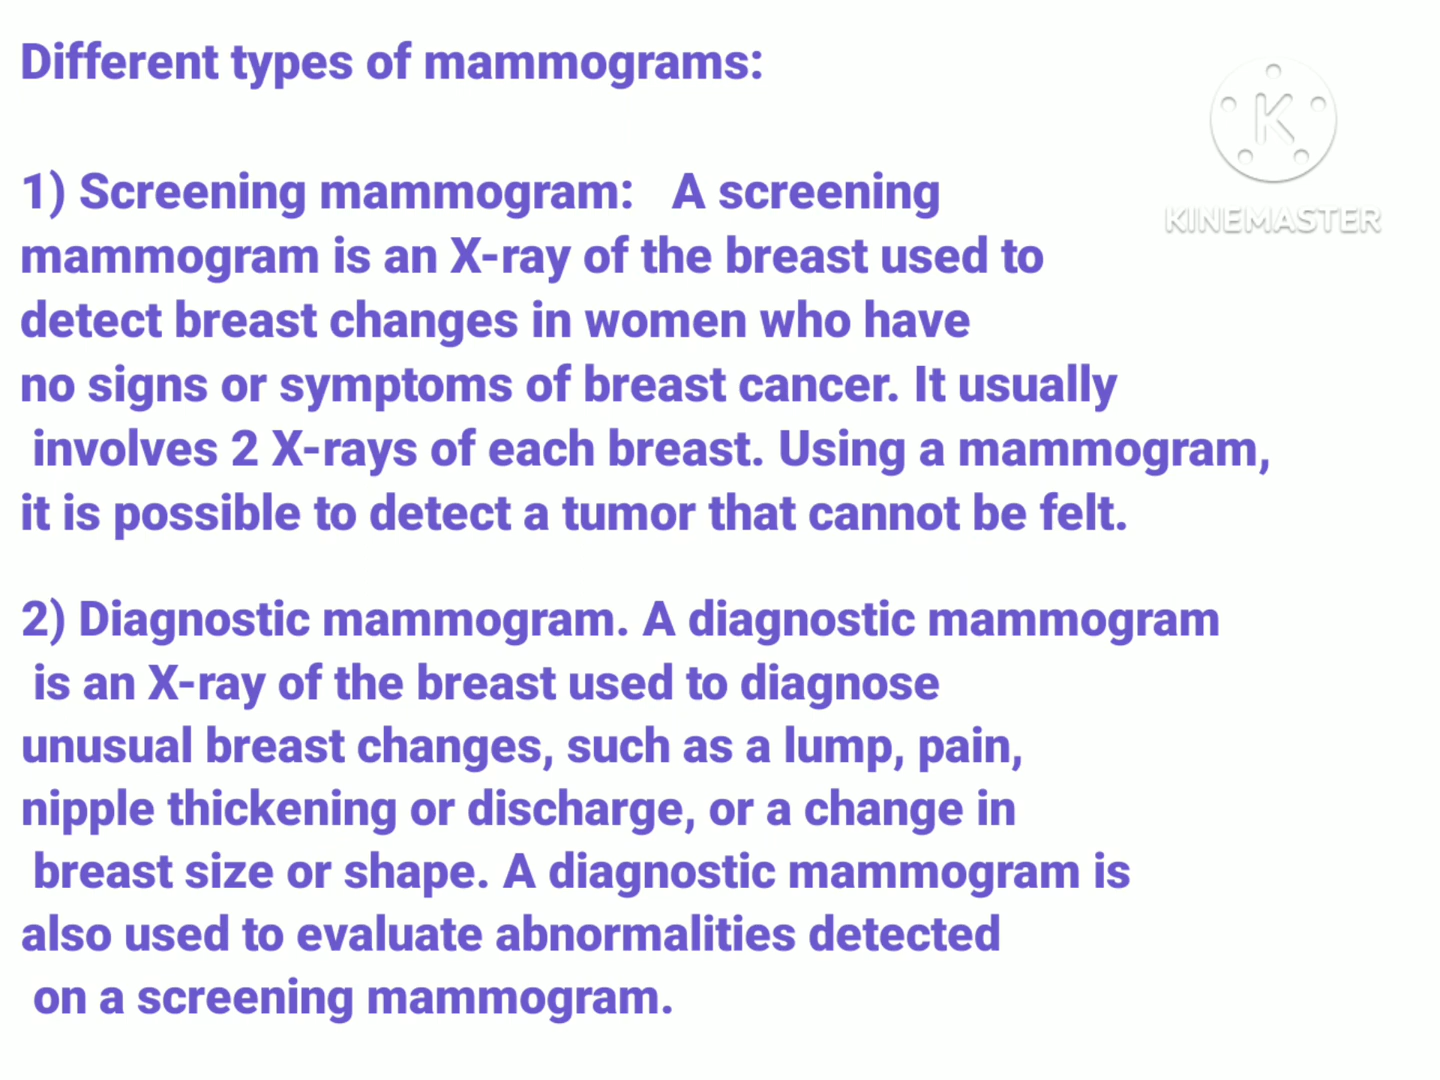 Different types of mammograms:
1) Screening mammogram: A screening
mammogram is an X-ray of the breast used to
detect breast changes in women who have
no signs or symptoms of breast cancer. It usually
involves 2 X-rays of each breast. Using a mammogram,
it is possible to detect a tumor that cannot be felt.
2) Diagnostic mammogram. A diagnostic mammogram
is an X-ray of the breast used to diagnose
unusual breast changes, such as a lump, pain,
nipple thickening or discharge, or a change in
breast size or shape. A diagnostic mammogram is
also used to evaluate abnormalities detected
on a screening mammogram.
K
KINEMASTER